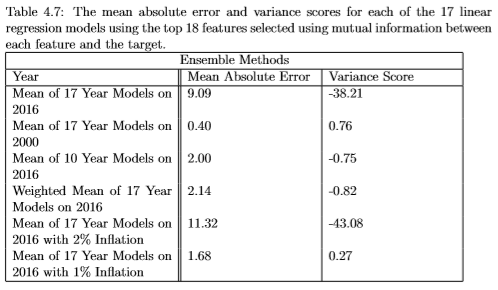 Table 4.7: The mean absolute error and variance scores for each of the 17 linear
regression models using the top 18 features selected using mutual information between
each feature and the target.
Ensemble Methods
Year Mean Absolute Error Variance Score
Mean of 17 Year Models on 9.09 -38.21
2016
Mean of 17 Year Models on 0.40 0.76
2000
Mean of 10 Year Models on 2.00 -0.75
2016
Weighted Mean of 17 Year 2.14 -0.82
Models on 2016
Mean of 17 Year Models on 11.32 -43.08
2016 with 2% Inflation
Mean of 17 Year Models on 1.68 0.27
2016 with 1% Inflation